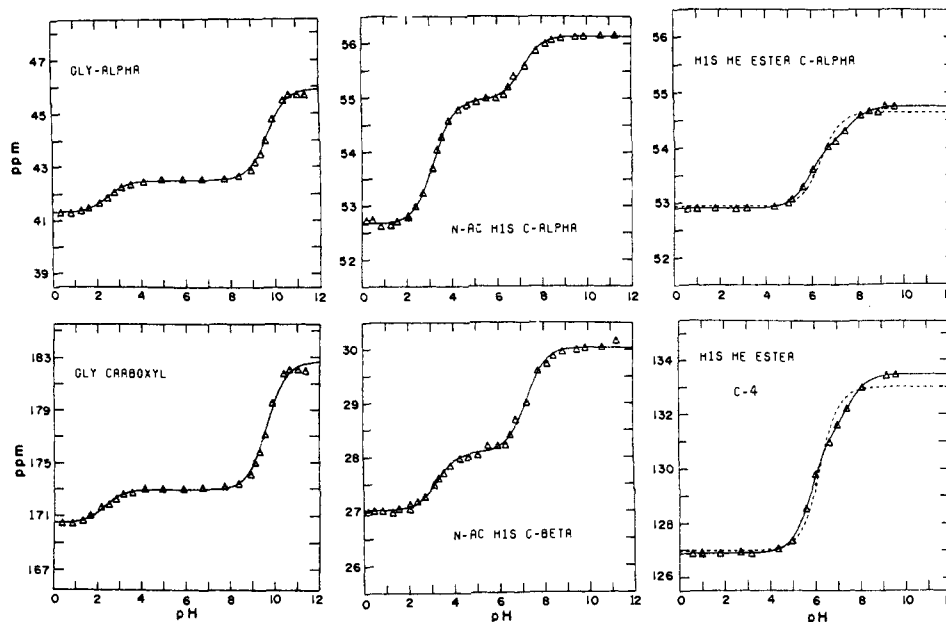 GLY-ALPHA
45
43
41
39
ppm
0 2 4 6 8 10 12
N-AC HIS C-ALPHA
56
55
54
53
52
0 2 4 6 8 10 12
HIS ME ESTER C-ALPHA
56
55
54
53
52
0 2 4 6 8 10 12
GLY CARBOXYL
183
179
175
171
167
ppm
0 2 4 6 8 10 12
pH
N-AC HIS C-BETA
30
29
28
27
26
0 2 4 6 8 10 12
pH
HIS ME ESTER
C-4
134
132
130
128
126
0 2 4 6 8 10 12
pH